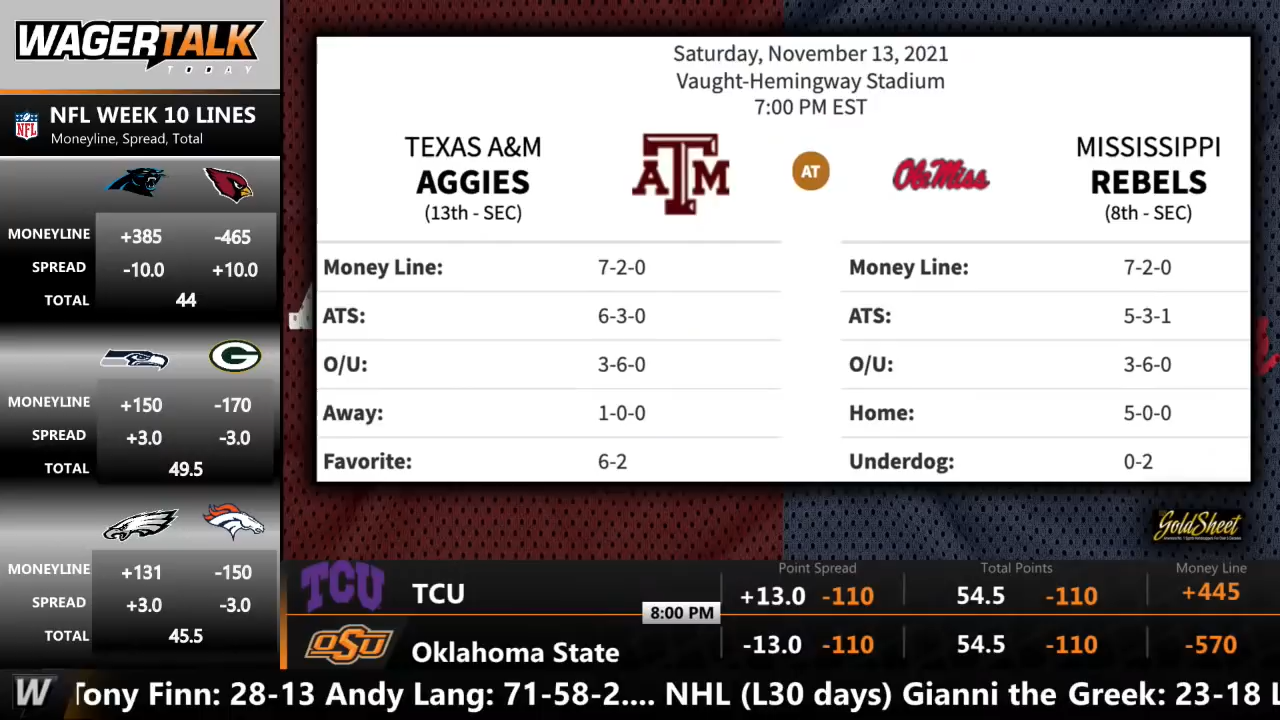 WAGERTALK
TODAY
NFL WEEK 10 LINES
Moneyline, Spread, Total
NFL
MONEYLINE +385 -465
SPREAD -10.0 +10.0
TOTAL 44
G
MONEYLINE +150 -170
SPREAD +3.0 -3.0
TOTAL 49.5
MONEYLINE +131 -150
SPREAD +3.0 -3.0
TOTAL 45.5
Saturday, November 13, 2021
Vaught-Hemingway Stadium
7:00 PM EST
TEXAS A&M
AGGIES
(13th - SEC)
ATM
AT
Ole Miss
MISSISSIPPI
REBELS
(8th - SEC)
Money Line: 7-2-0
ATS: 6-3-0
O/U: 3-6-0
Away: 1-0-0
Favorite: 6-2
Money Line: 7-2-0
ATS: 5-3-1
O/U: 3-6-0
Home: 5-0-0
Underdog: 0-2
GoldSheet
Point Spread Total Points Money Line
TCU TCU +13.0 -110 54.5 -110 +445
8:00 PM
OSU Oklahoma State -13.0 -110 54.5 -110 -570
W Tony Finn: 28-13 Andy Lang: 71-58-2.... NHL (L30 days) Gianni the Greek: 23-18